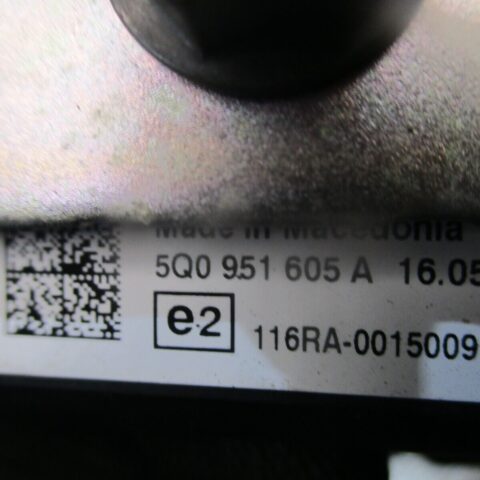 Made in Macedonia
5Q0 951 605 A 16.05
e2
116RA-0015009